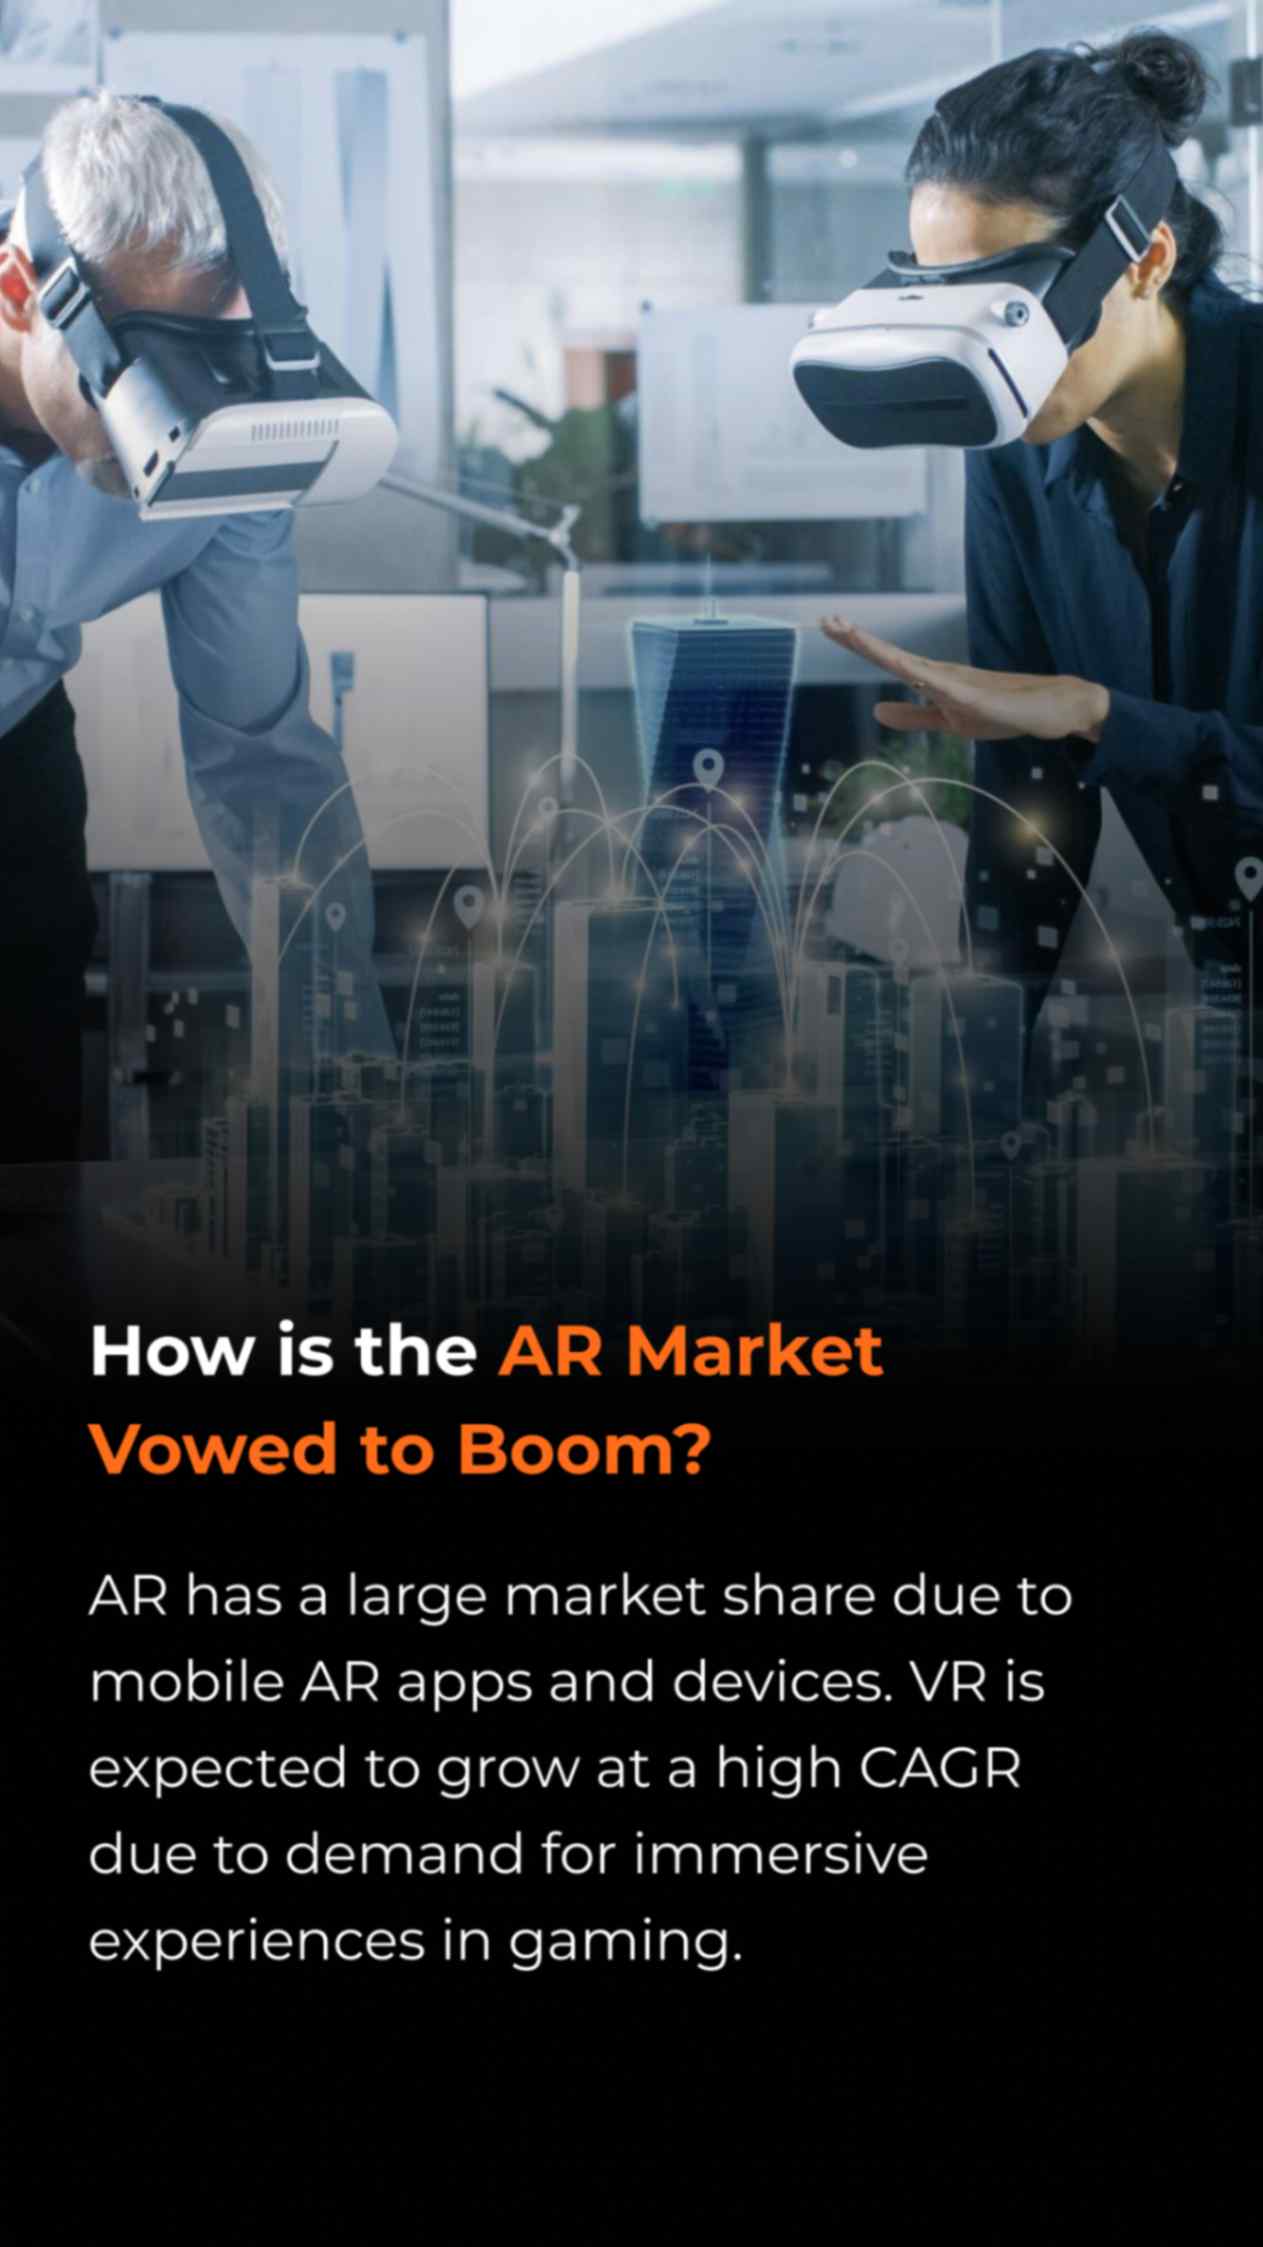 How is the AR Market
Vowed to Boom?
AR has a large market share due to
mobile AR apps and devices. VR is
expected to grow at a high CAGR
due to demand for immersive
experiences in gaming.